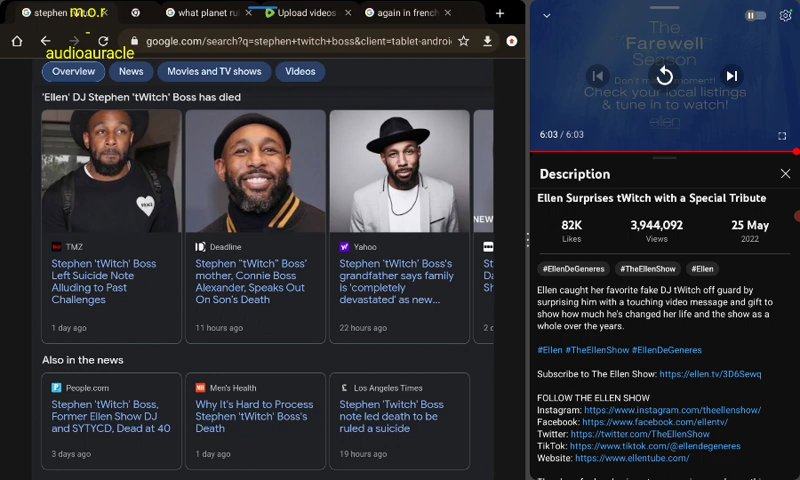 stephen
m.o.r
-
audioauracle
what planet rul
Upload videos
again in french
google.com/search?q=stephen+twitch+boss&client=tablet-androi
Overview
News
Movies and TV shows
Videos
'Ellen' DJ Stephen 'tWitch' Boss has died
TMZ
Stephen 'tWitch' Boss
Left Suicide Note
Alluding to Past
Challenges
1 day ago
Deadline
Stephen “tWitch” Boss'
mother, Connie Boss
Alexander, Speaks Out
On Son's Death
11 hours ago
Yahoo
Stephen 'tWitch' Boss's
grandfather says family
is 'completely
devastated' as new...
22 hours ago
NEW
Ste
Da
Sh
2 d
Also in the news
People.com
Stephen 'tWitch' Boss,
Former Ellen Show DJ
and SYTYCD, Dead at 40
3 days ago
Men's Health
Why It's Hard to Process
Stephen 'tWitch' Boss's
Death
1 day ago
Los Angeles Times
Stephen 'Twitch' Boss
note led death to be
ruled a suicide
19 hours ago
The
Farewell
Season
Don't miss a moment!
Check your local listings
& tune in to watch!
ellen
6:03 / 6:03
Description
Ellen Surprises tWitch with a Special Tribute
82K
Likes
3,944,092
Views
25 May
2022
#EllenDeGeneres
#TheEllenShow
#Ellen
Ellen caught her favorite fake DJ tWitch off guard by
surprising him with a touching video message and gift to
show how much he's changed her life and the show as a
whole over the years.
#Ellen #TheEllenShow #EllenDeGeneres
Subscribe to The Ellen Show: https://ellen.tv/3D6Sewq
FOLLOW THE ELLEN SHOW
Instagram: https://www.instagram.com/theellenshow/
Facebook: https://www.facebook.com/ellentv/
Twitter: https://twitter.com/TheEllenShow
TikTok: https://www.tiktok.com/@ellendegeneres
Website: https://www.ellentube.com/